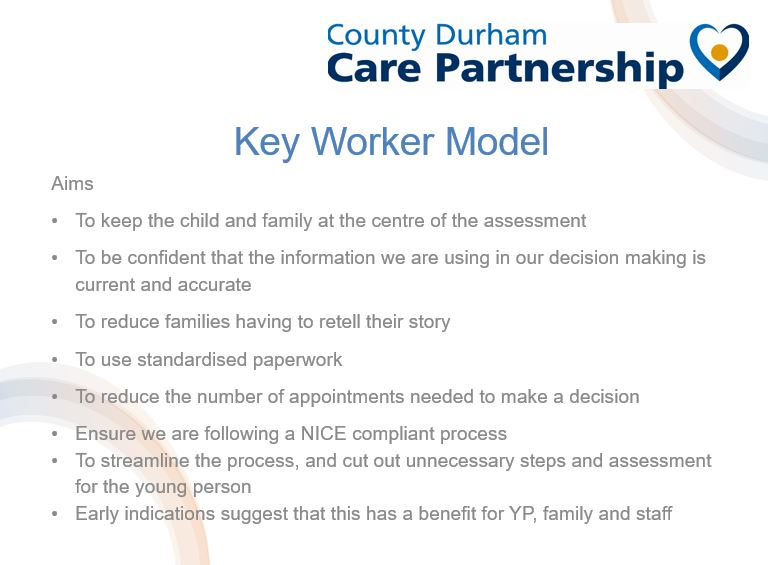 County Durham
Care Partnership
Key Worker Model
Aims
• To keep the child and family at the centre of the assessment
• To be confident that the information we are using in our decision making is
current and accurate
• To reduce families having to retell their story
• To use standardised paperwork
• To reduce the number of appointments needed to make a decision
• Ensure we are following a NICE compliant process
• To streamline the process, and cut out unnecessary steps and assessment
for the young person
• Early indications suggest that this has a benefit for YP, family and staff